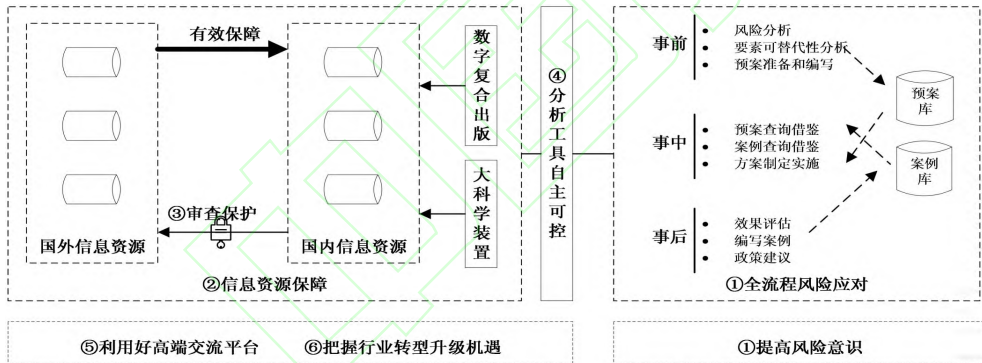 有效保障
③审查保护
国外信息资源
国内信息资源
②信息资源保障
数字复合出版
大科学装置
④分析工具自主可控
事前
风险分析
要素可替代性分析
预案准备和编写
事中
预案查询借鉴
案例查询借鉴
方案制定实施
事后
效果评估
编写案例
政策建议
预案库
案例库
①全流程风险应对
⑤利用好高端交流平台
⑥把握行业转型升级机遇
①提高风险意识